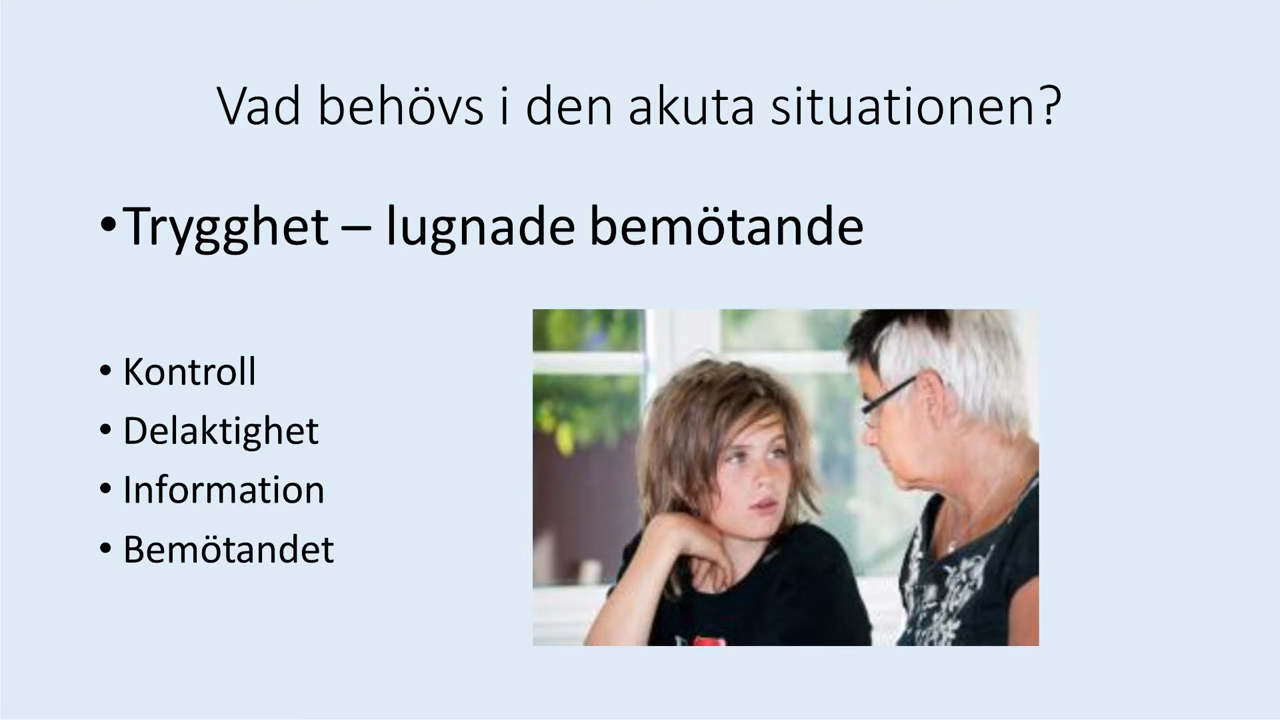 Vad behövs i den akuta situationen?
•Trygghet – lugnade bemötande
• Kontroll
• Delaktighet
• Information
• Bemötandet